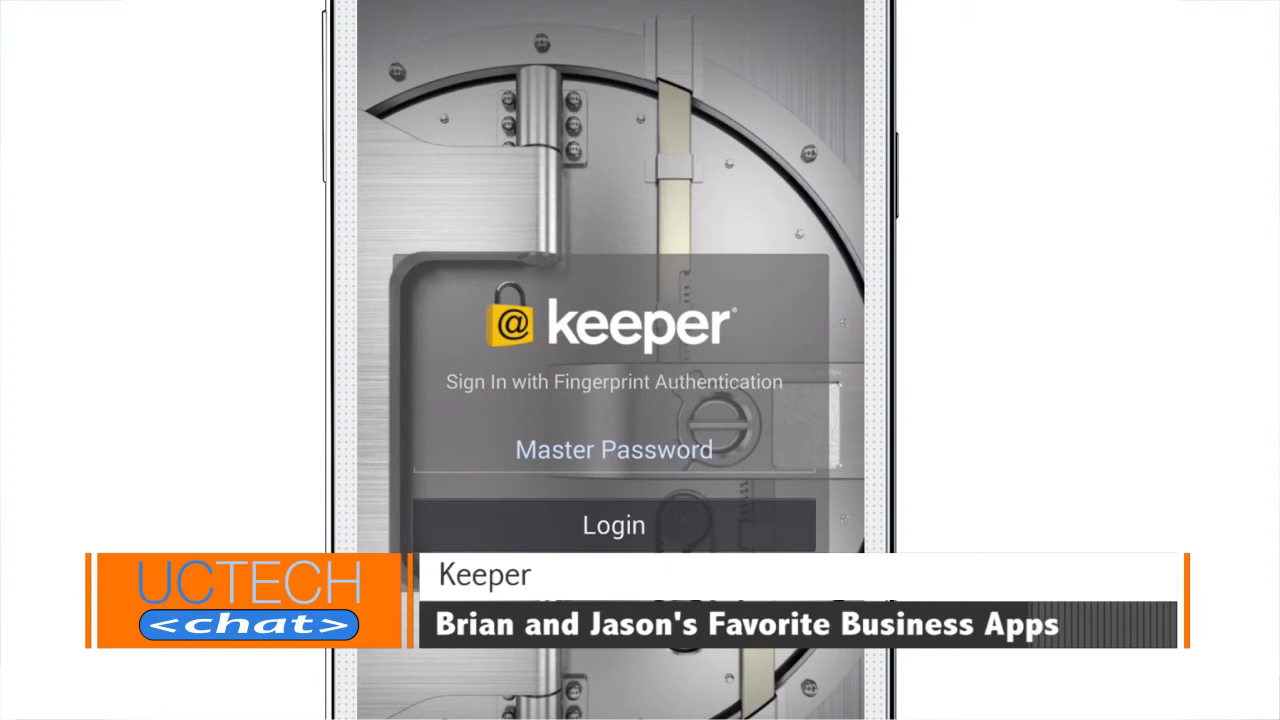 @ keeper®
Sign In with Fingerprint Authentication
Master Password
Login
UCTECH
<chat>
Keeper
Brian and Jason's Favorite Business Apps